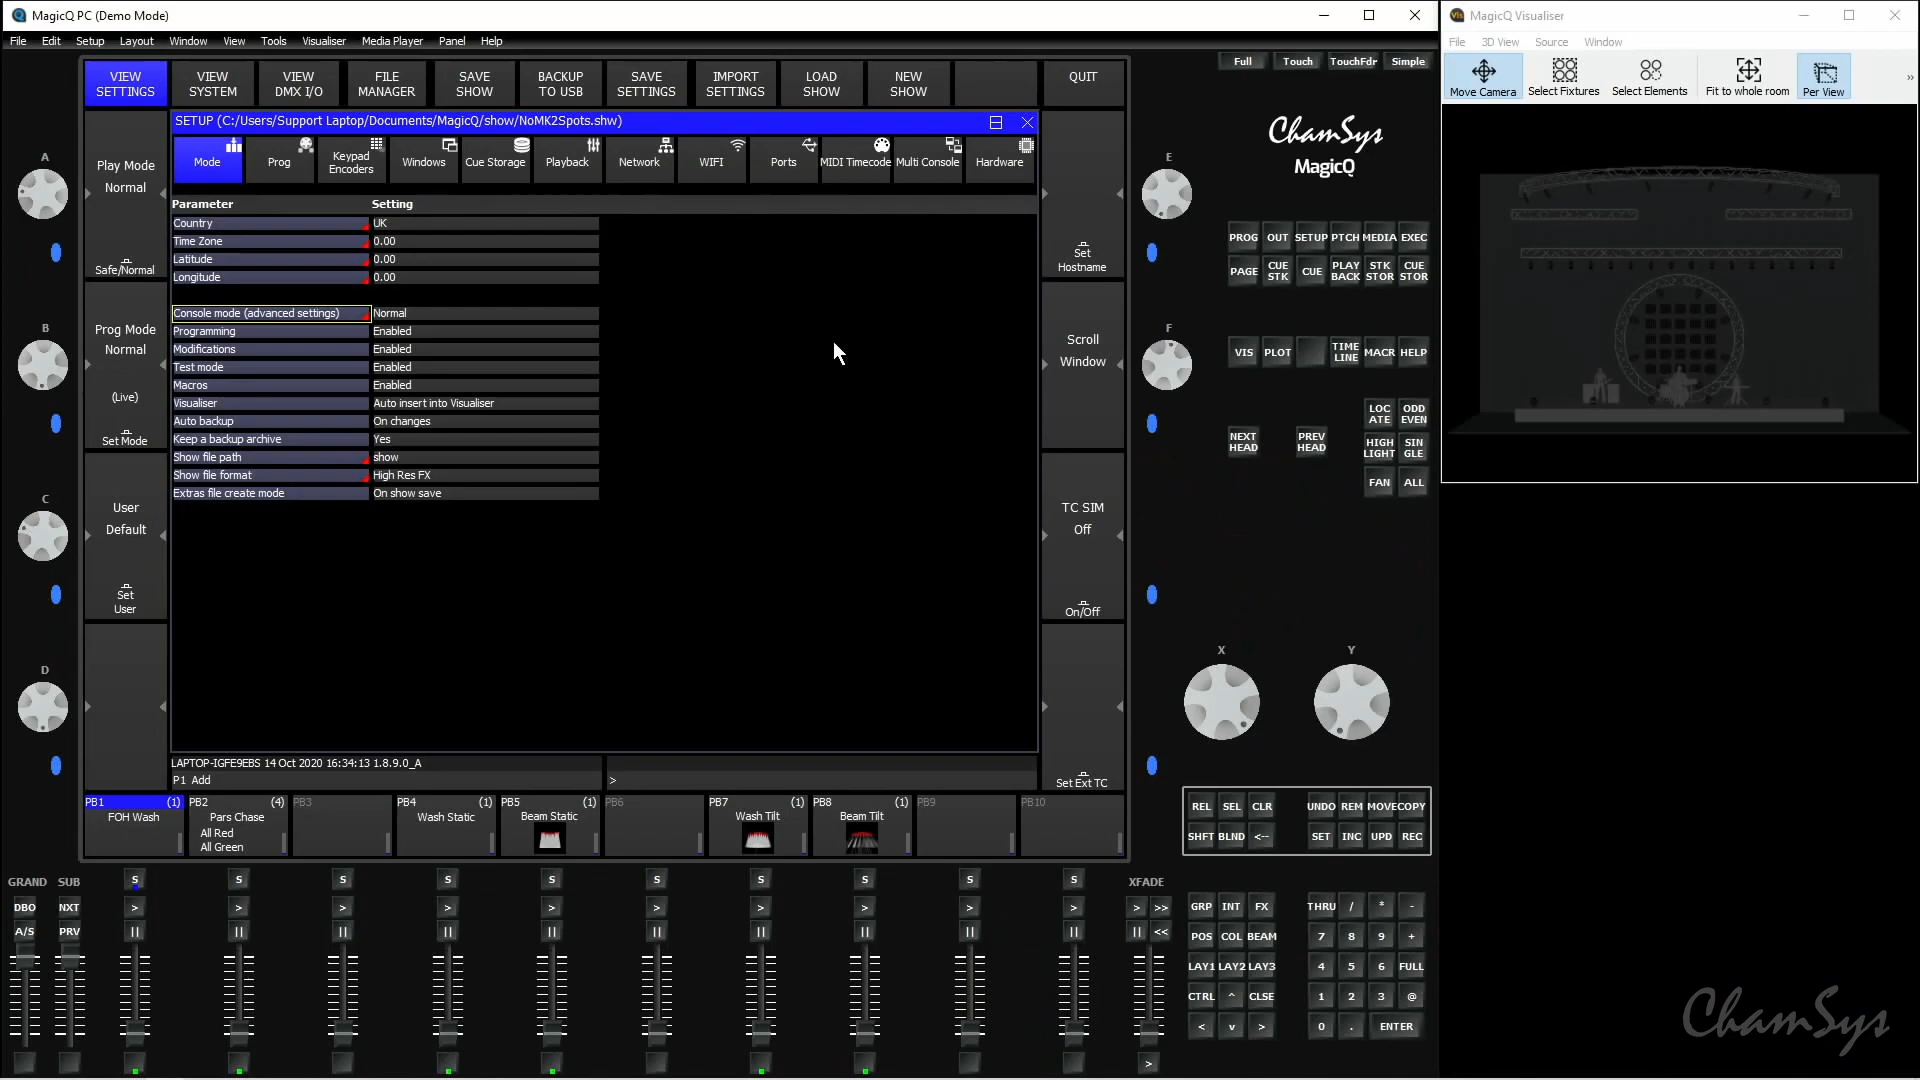 MagicQ PC (Demo Mode)
MagicQ Visualiser
File Edit Setup Layout Window View Tools Visualiser Media Player Panel Help
File 3D View Source Window
Move Camera Select Fixtures Select Elements Fit to whole room Per View »
VIEW SETTINGS
VIEW SYSTEM
VIEW DMX I/O
FILE MANAGER
SAVE SHOW
BACKUP TO USB
SAVE SETTINGS
IMPORT SETTINGS
LOAD SHOW
NEW SHOW
QUIT
Full Touch TouchFdr Simple
SETUP (C:/Users/Support Laptop/Documents/MagicQ/show/NoMK2Spots.shw)
Mode Prog Keypad Encoders Windows Cue Storage Playback Network WIFI Ports MIDI Timecode Multi Console Hardware
Parameter Setting
Country UK
Time Zone 0.00
Latitude 0.00
Longitude 0.00
Console mode (advanced settings) Normal
Programming Enabled
Modifications Enabled
Test mode Enabled
Macros Enabled
Visualiser Auto insert into Visualiser
Auto backup On changes
Keep a backup archive Yes
Show file path show
Show file format High Res FX
Extras file create mode On show save
A
Play Mode
Normal
Safe/Normal
B
Prog Mode
Normal
(Live)
Set Mode
C
User
Default
Set
User
D
E
Set
Hostname
F
Scroll
Window
TC SIM
Off
On/Off
Set Ext TC
ChamSys
MagicQ
PROG OUT SETUP PTCH MEDIA EXEC
PAGE CUE STK CUE PLAY BACK STK STOR CUE STOR
VIS PLOT TIME LINE MACR HELP
LOC ATE ODD EVEN
NEXT HEAD PREV HEAD HIGH LIGHT SIN GLE
FAN ALL
X Y
LAPTOP-IGFE9EBS 14 Oct 2020 16:34:13 1.8.9.0_A
P1 Add >
PB1 (1) PB2 (4) PB3 PB4 (1) PB5 (1) PB6 PB7 (1) PB8 (1) PB9 PB10
FOH Wash Pars Chase Wash Static Beam Static Wash Tilt Beam Tilt
All Red
All Green
REL SEL CLR UNDO REM MOVE COPY
SHFT BLND <-- SET INC UPD REC
GRAND SUB S S S S S S S S S S XFADE
DBO NXT > > > > > > > > > > > >>
A/S PRV || || || || || || || || || || || <<
>
GRP INT FX THRU / * -
POS COL BEAM 7 8 9 +
LAY1 LAY2 LAY3 4 5 6 FULL
CTRL ^ CLSE 1 2 3 @
< v > 0 . ENTER
ChamSys